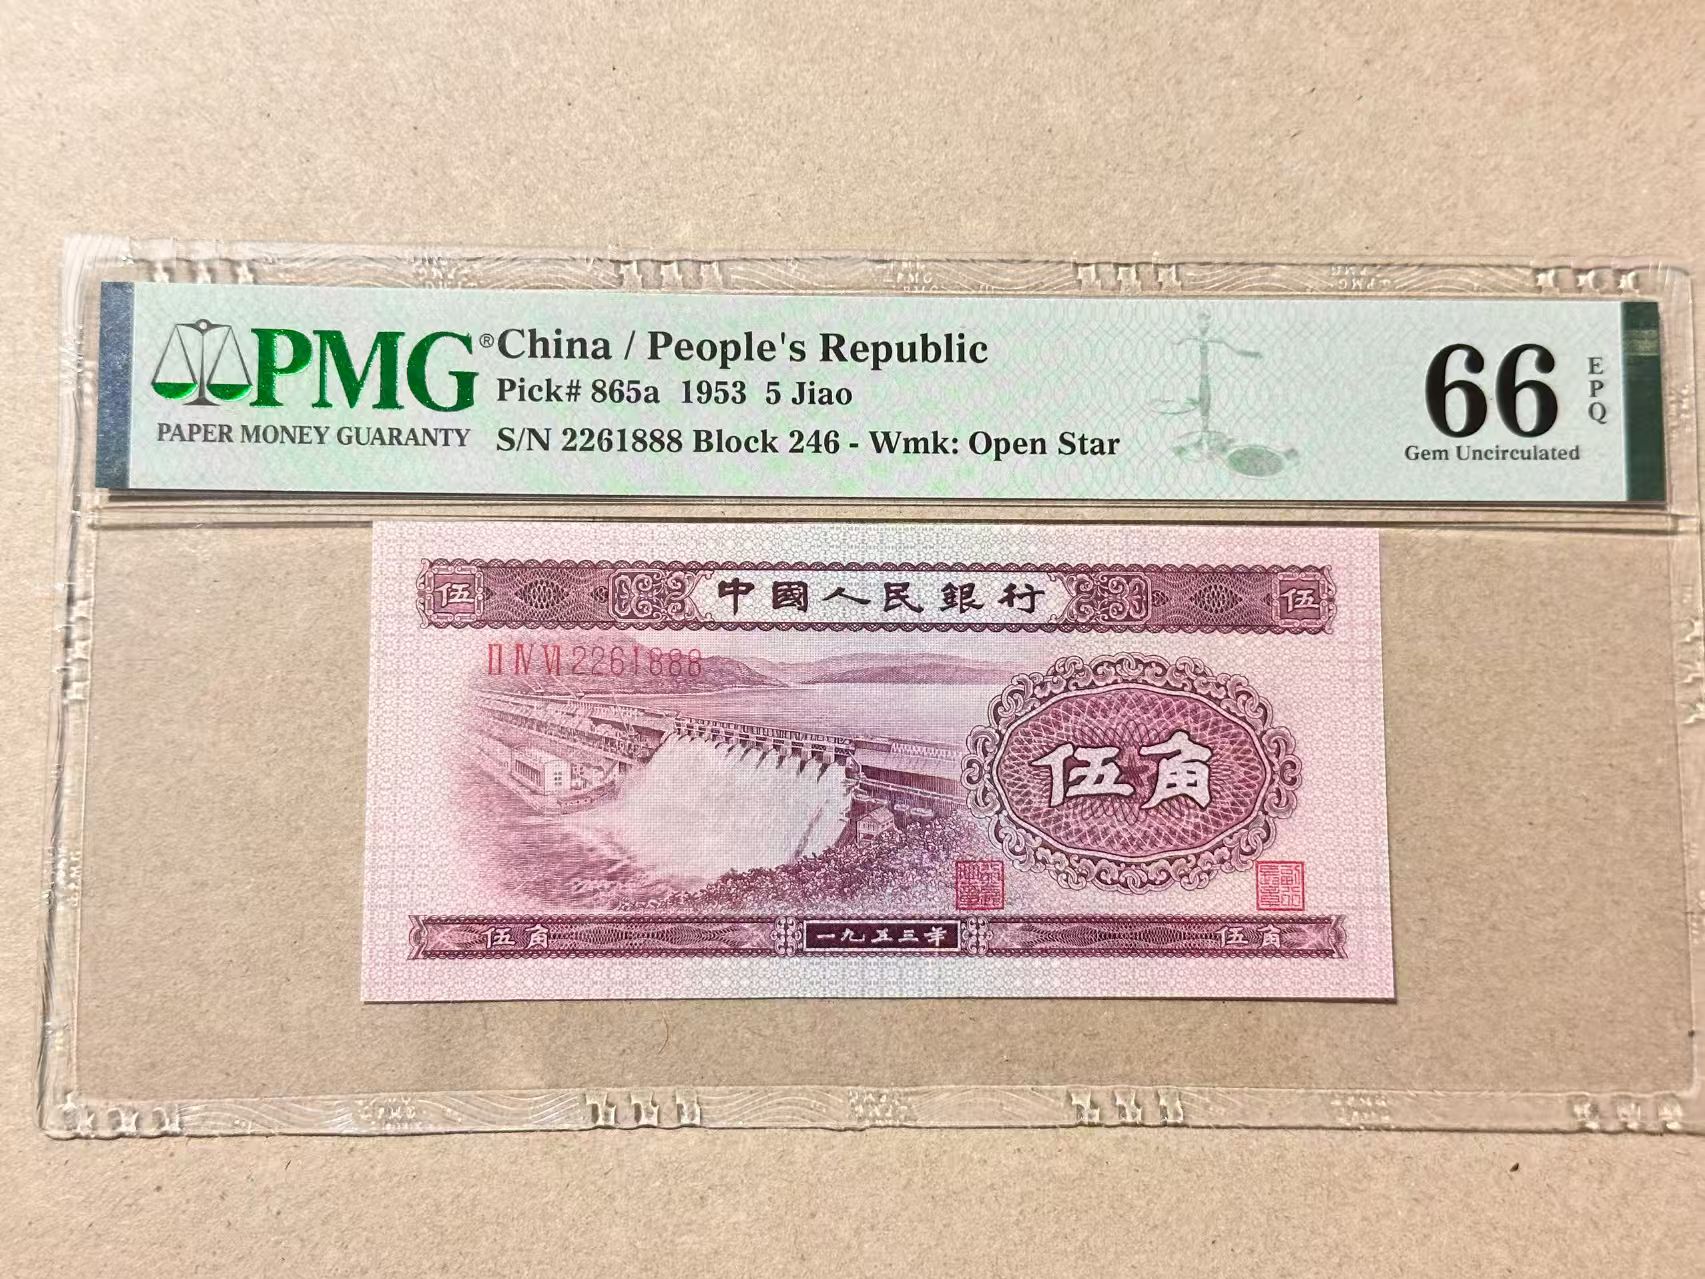 PMG® China / People's Republic
Pick# 865a 1953 5 Jiao
PAPER MONEY GUARANTY S/N 2261888 Block 246 - Wmk: Open Star
66 EPQ
Gem Uncirculated
伍 中國人民銀行 伍
II IV VI 2261888
伍角
伍角 一九五三年 伍角